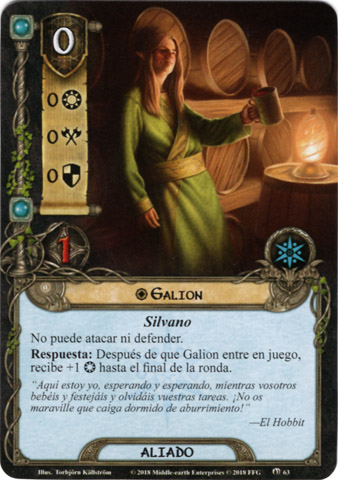 0
0
0
0
1
Galion
Silvano
No puede atacar ni defender.
Respuesta: Después de que Galion entre en juego,
recibe +1 hasta el final de la ronda.
“Aquí estoy yo, esperando y esperando, mientras vosotros
bebéis y festejáis y olvidáis vuestras tareas. ¡No os
maraville que caiga dormido de aburrimiento!”
—El Hobbit
ALIADO
Illus. Torbjörn Källström © 2018 Middle-earth Enterprises © 2018 FFG 63